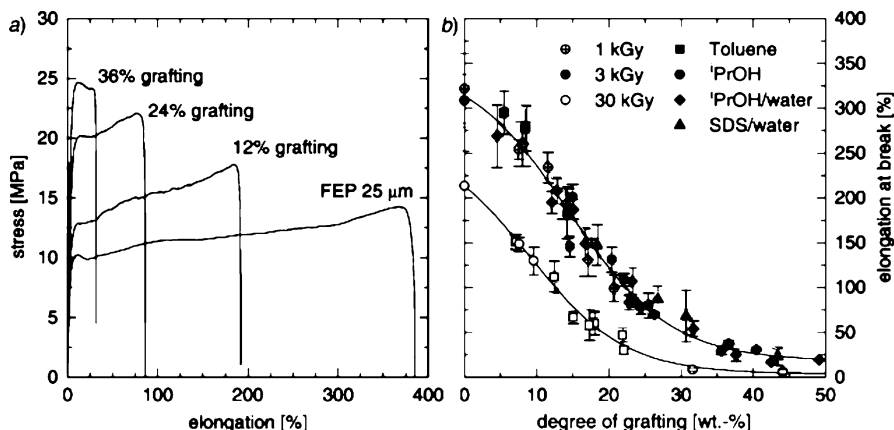 a)
30
25
20
15
10
5
0
stress [MPa]
36% grafting
24% grafting
12% grafting
FEP 25 μm
0 100 200 300 400
elongation [%]
b)
1 kGy
3 kGy
30 kGy
Toluene
ⁱPrOH
ⁱPrOH/water
SDS/water
400
350
300
250
200
150
100
50
0
elongation at break [%]
0 10 20 30 40 50
degree of grafting [wt.-%]